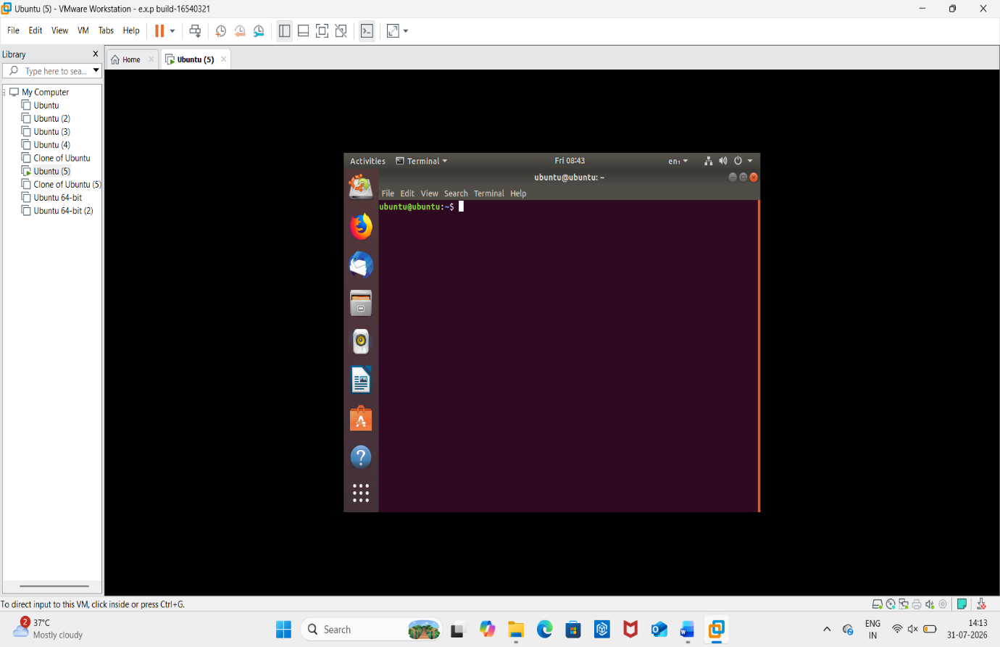 Ubuntu (5) - VMware Workstation - e.x.p build-16540321
File Edit View VM Tabs Help
Library X
Type here to sea...
Home Ubuntu (5)
My Computer
Ubuntu
Ubuntu (2)
Ubuntu (3)
Ubuntu (4)
Clone of Ubuntu
Ubuntu (5)
Clone of Ubuntu (5)
Ubuntu 64-bit
Ubuntu 64-bit (2)
Activities Terminal Fri 08:43 en₁
ubuntu@ubuntu: ~
File Edit View Search Terminal Help
ubuntu@ubuntu:~$
To direct input to this VM, click inside or press Ctrl+G.
2
37°C
Mostly cloudy
Search
ENG
IN
14:13
31-07-2026